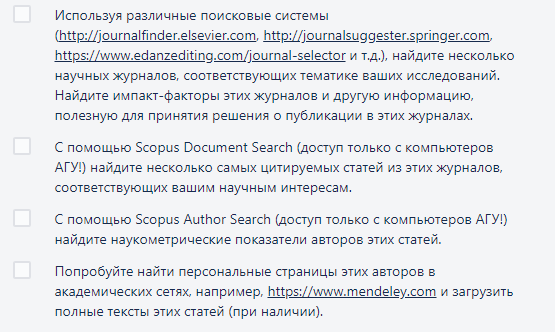 Используя различные поисковые системы
(http://journalfinder.elsevier.com, http://journalsuggester.springer.com,
https://www.edanzediting.com/journal-selector и т.д.), найдите несколько
научных журналов, соответствующих тематике ваших исследований.
Найдите импакт-факторы этих журналов и другую информацию,
полезную для принятия решения о публикации в этих журналах.
С помощью Scopus Document Search (доступ только с компьютеров
АГУ!) найдите несколько самых цитируемых статей из этих журналов,
соответствующих вашим научным интересам.
С помощью Scopus Author Search (доступ только с компьютеров АГУ!)
найдите наукометрические показатели авторов этих статей.
Попробуйте найти персональные страницы этих авторов в
академических сетях, например, https://www.mendeley.com и загрузить
полные тексты этих статей (при наличии).